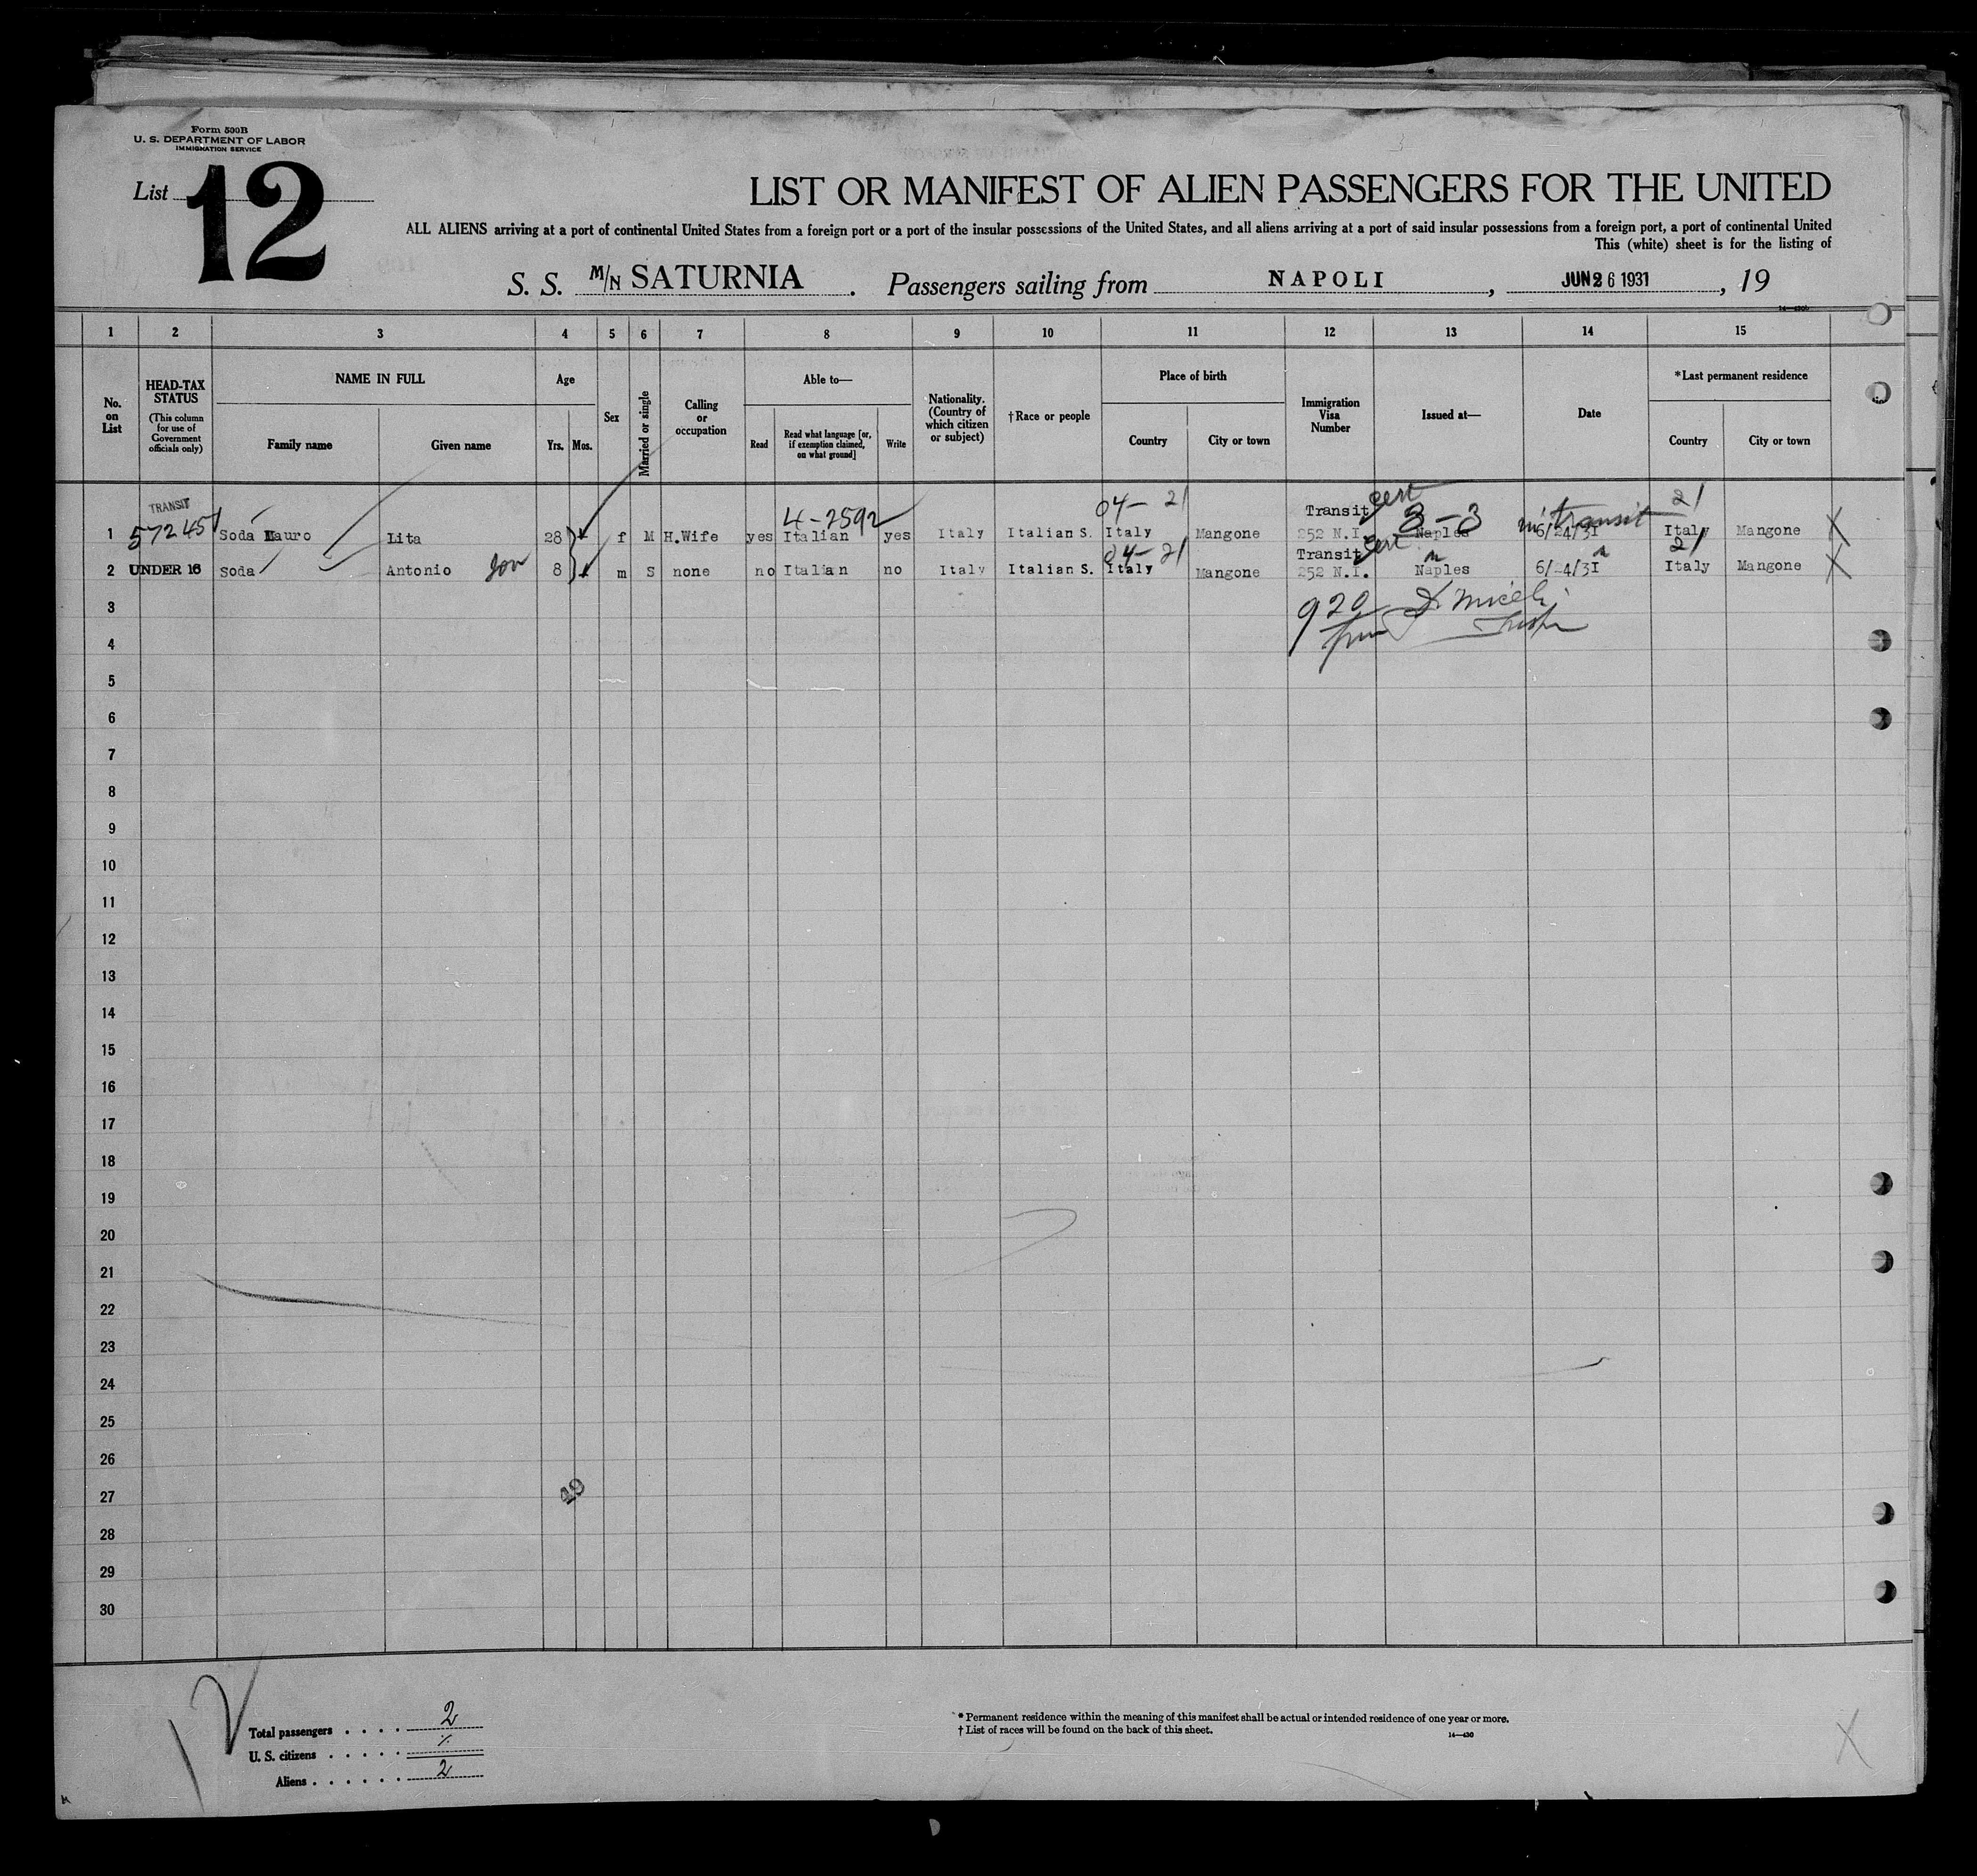 Form 500B
U. S. DEPARTMENT OF LABOR
IMMIGRATION SERVICE
List 12
LIST OR MANIFEST OF ALIEN PASSENGERS FOR THE UNITED
ALL ALIENS arriving at a port of continental United States from a foreign port or a port of the insular possessions of the United States, and all aliens arriving at a port of said insular possessions from a foreign port, a port of continental United
This (white) sheet is for the listing of
S. S. M/N SATURNIA. Passengers sailing from NAPOLI, JUN 26 1931, 19
14—430b
1 2 3 4 5 6 7 8 9 10 11 12 13 14 15
No. on List
HEAD-TAX STATUS (This column for use of Government officials only)
NAME IN FULL
Family name Given name
Age
Yrs. Mos.
Sex
Married or single
Calling or occupation
Able to—
Read
Read what language [or, if exemption claimed, on what ground]
Write
Nationality. (Country of which citizen or subject)
†Race or people
Place of birth
Country City or town
Immigration Visa Number
Issued at—
Date
*Last permanent residence
Country City or town
TRANSIT 4-2592 04- 21 Transit cert 3-3 transit 21
1 572451 Soda Mauro Lita 28 f M H.Wife yes Italian yes Italy Italian S. Italy Mangone 252 N.I. Naples 6/24/31 Italy Mangone X
04- 21 Transit cert 21
2 UNDER 16 Soda Antonio son 8 m S none no Italian no Italy Italian S. Italy Mangone 252 N.I. Naples 6/24/31 Italy Mangone X
3 920 Miceli
4
5
6
7
8
9
10
11
12
13
14
15
16
17
18
19
20
21
22
23
24
25
26
27 49
28
29
30
Total passengers . . . . 2
U. S. citizens . . . . .
Aliens . . . . . . 2
* Permanent residence within the meaning of this manifest shall be actual or intended residence of one year or more.
† List of races will be found on the back of this sheet.
14—430
X